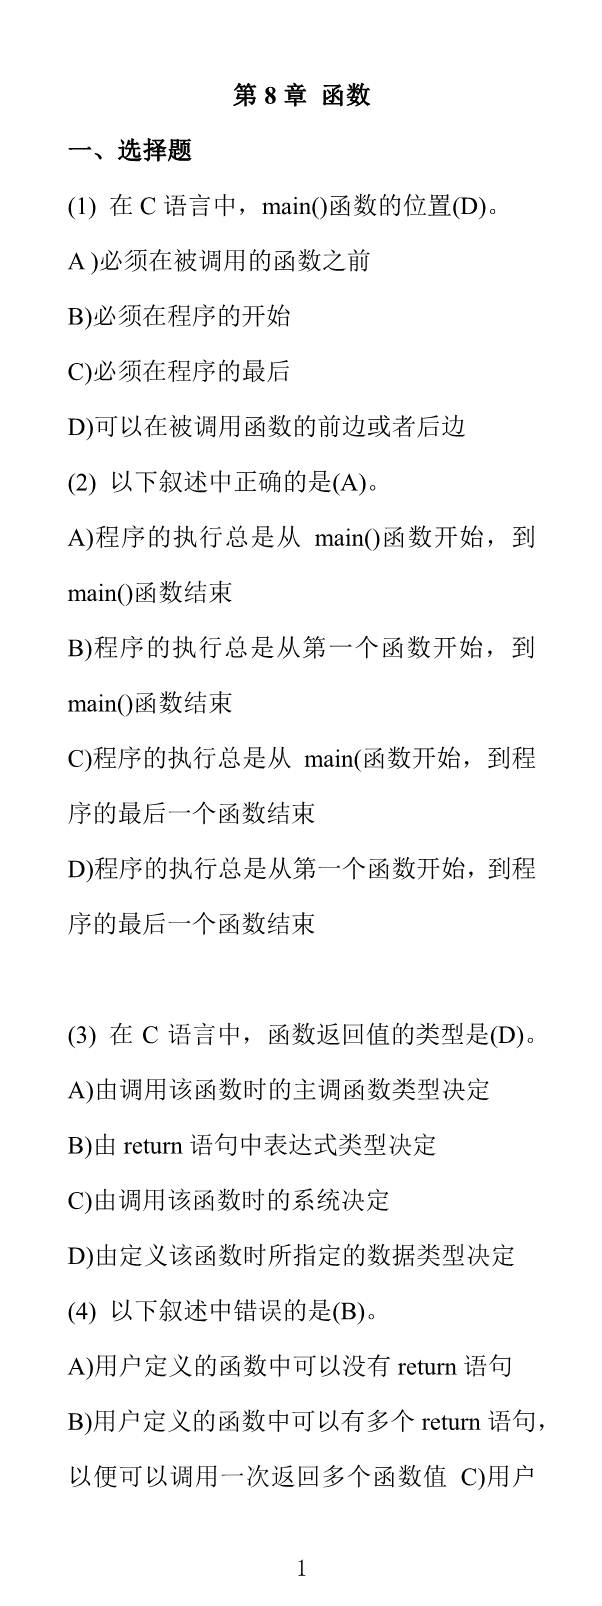 第 8 章 函数
一、选择题
(1) 在 C 语言中，main()函数的位置(D)。
A )必须在被调用的函数之前
B)必须在程序的开始
C)必须在程序的最后
D)可以在被调用函数的前边或者后边
(2) 以下叙述中正确的是(A)。
A)程序的执行总是从 main()函数开始，到
main()函数结束
B)程序的执行总是从第一个函数开始，到
main()函数结束
C)程序的执行总是从 main(函数开始，到程
序的最后一个函数结束
D)程序的执行总是从第一个函数开始，到程
序的最后一个函数结束
(3) 在 C 语言中，函数返回值的类型是(D)。
A)由调用该函数时的主调函数类型决定
B)由 return 语句中表达式类型决定
C)由调用该函数时的系统决定
D)由定义该函数时所指定的数据类型决定
(4) 以下叙述中错误的是(B)。
A)用户定义的函数中可以没有 return 语句
B)用户定义的函数中可以有多个 return 语句，
以便可以调用一次返回多个函数值 C)用户
1